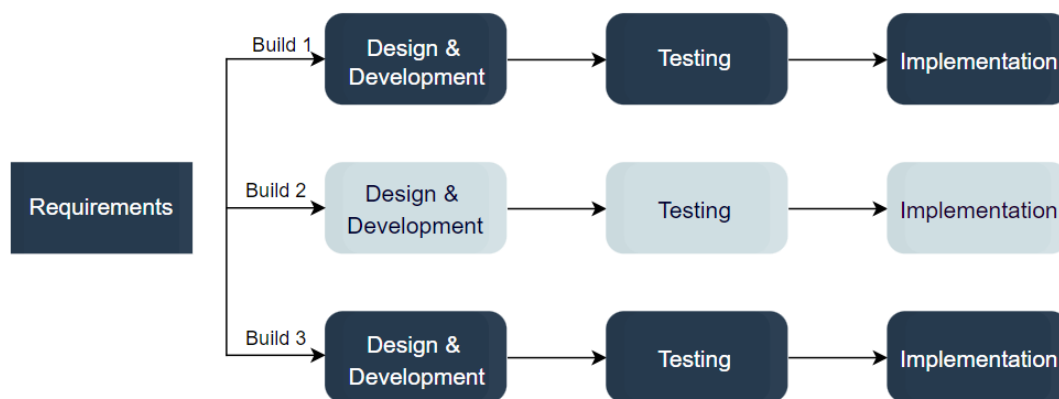 Build 1
Design &
Development
Testing
Implementation
Requirements
Build 2
Design &
Development
Testing
Implementation
Build 3
Design &
Development
Testing
Implementation